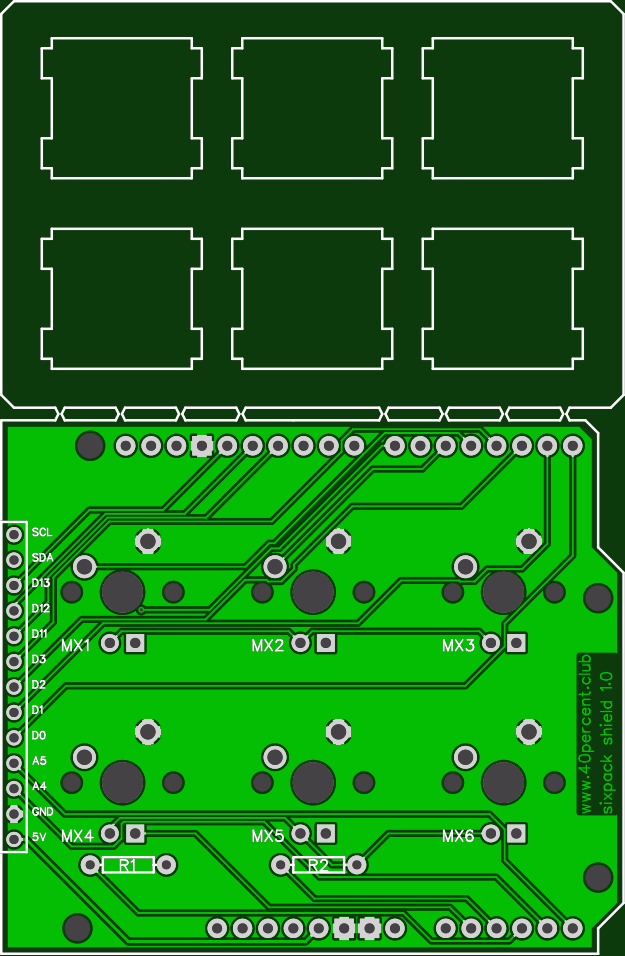 SCL
SDA
D13
D12
D11
D3
D2
D1
D0
A5
A4
GND
5V
MX1
MX2
MX3
MX4
MX5
MX6
R1
R2
www.40percent.club
sixpack shield 1.0